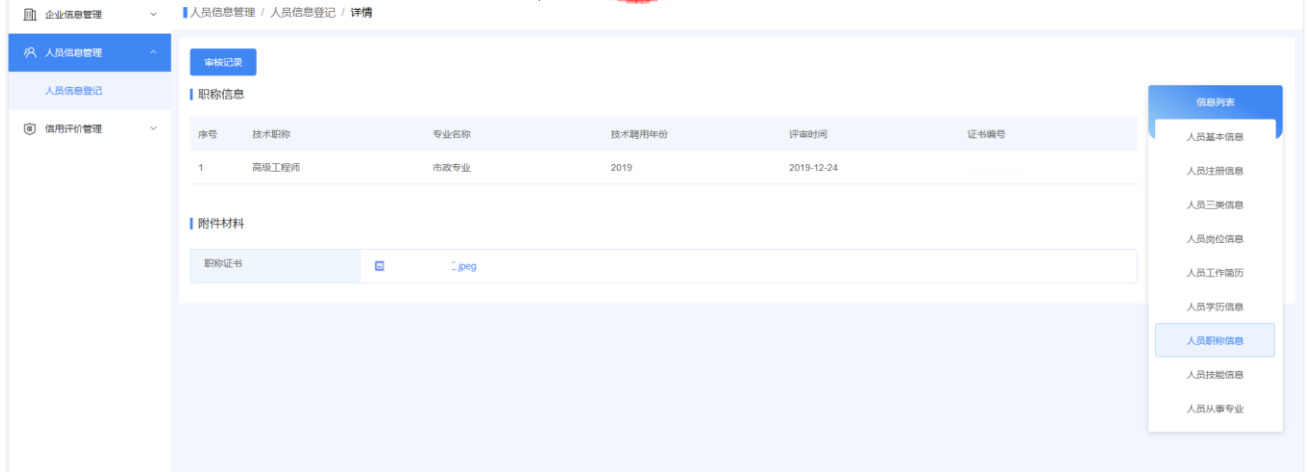 企业信息管理
人员信息管理 / 人员信息登记 / 详情
人员信息管理
人员信息登记
信用评价管理
审核记录
职称信息
序号 技术职称 专业名称 技术聘用年份 评审时间 证书编号
1 高级工程师 市政专业 2019 2019-12-24
附件材料
职称证书 .jpeg
信息列表
人员基本信息
人员注册信息
人员三类信息
人员岗位信息
人员工作简历
人员学历信息
人员职称信息
人员技能信息
人员从事专业